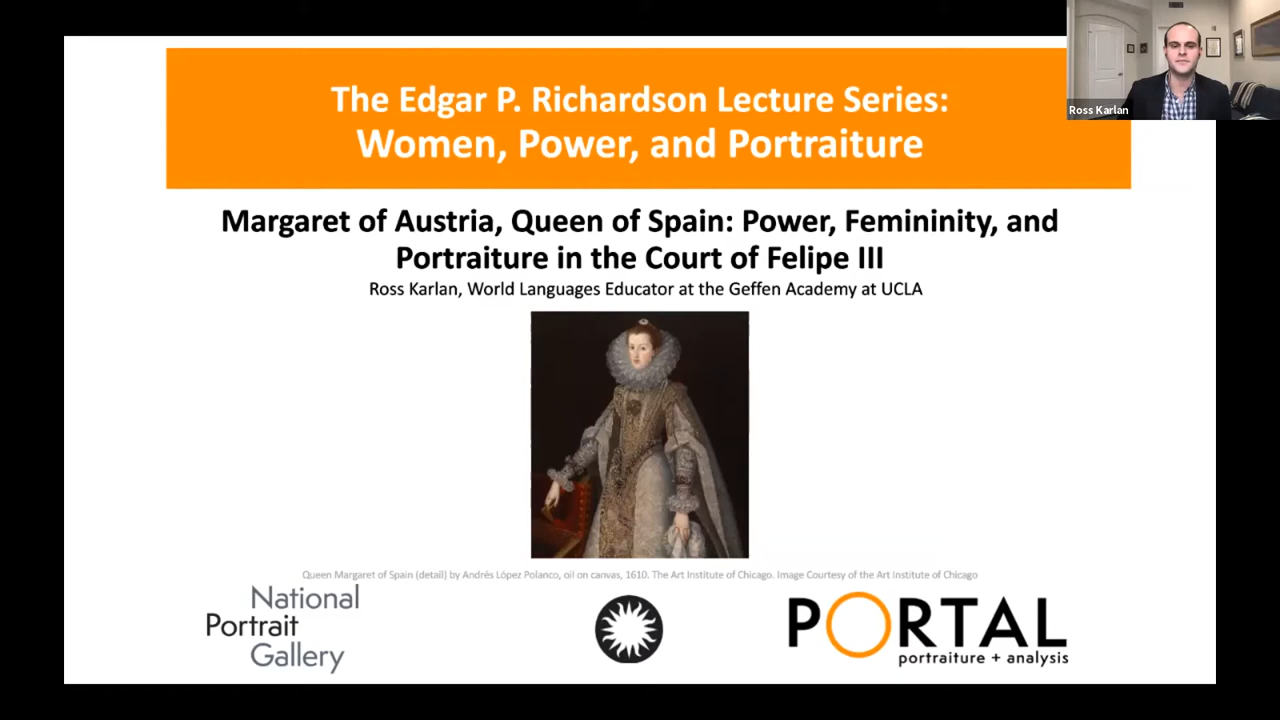 Ross Karlan
The Edgar P. Richardson Lecture Series:
Women, Power, and Portraiture
Margaret of Austria, Queen of Spain: Power, Femininity, and
Portraiture in the Court of Felipe III
Ross Karlan, World Languages Educator at the Geffen Academy at UCLA
Queen Margaret of Spain (detail) by Andrés López Polanco, oil on canvas, 1610. The Art Institute of Chicago. Image Courtesy of the Art Institute of Chicago
National
Portrait
Gallery
PORTAL
portraiture + analysis